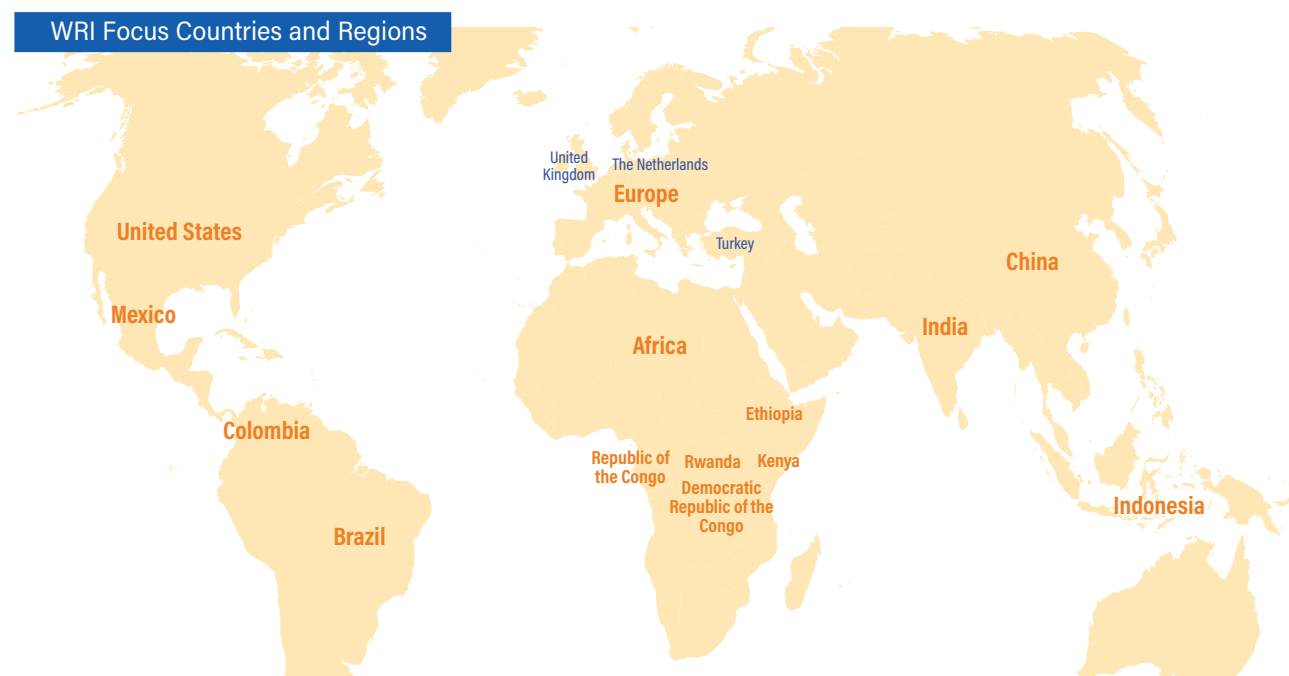 WRI Focus Countries and Regions
United
Kingdom
The Netherlands
Europe
United States
Turkey
China
Mexico
India
Africa
Ethiopia
Colombia
Republic of
the Congo
Rwanda
Kenya
Democratic
Republic of the
Congo
Indonesia
Brazil